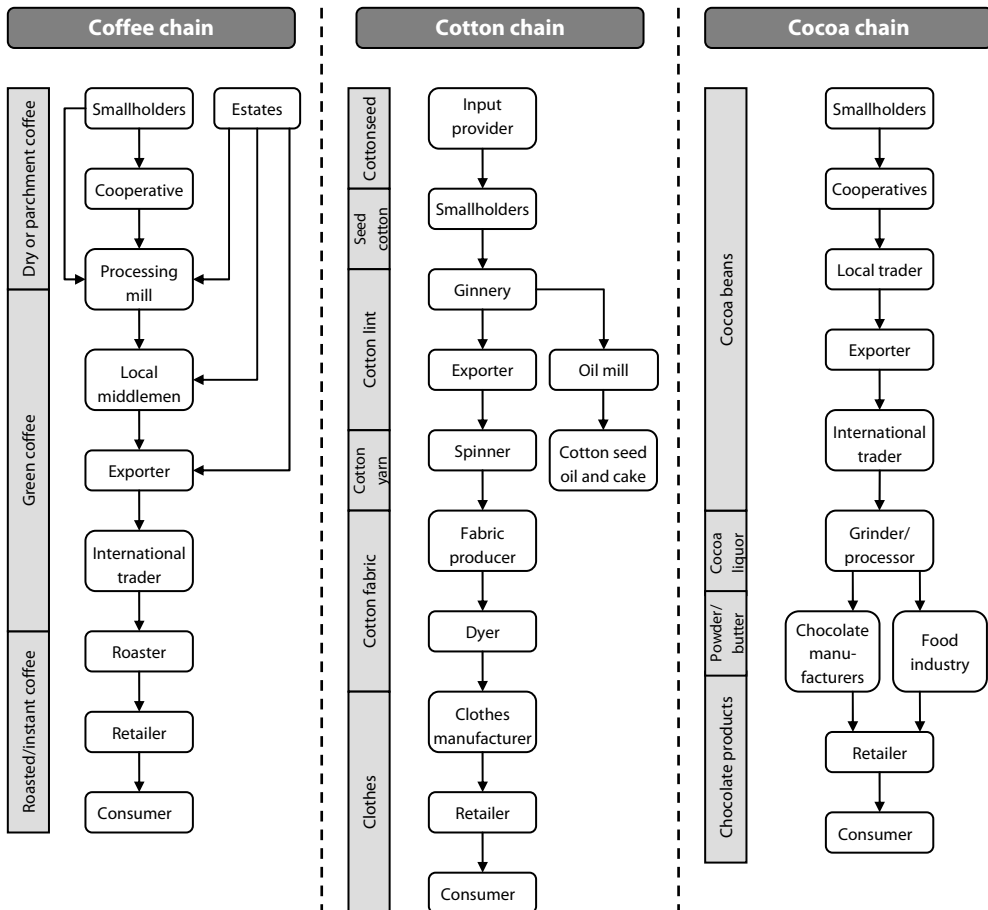 Coffee chain
Dry or parchment coffee
Green coffee
Roasted/instant coffee
Smallholders
Estates
Cooperative
Processing
mill
Local
middlemen
Exporter
International
trader
Roaster
Retailer
Consumer
Cotton chain
Cottonseed
Seed
cotton
Cotton lint
Cotton
yarn
Cotton fabric
Clothes
Input
provider
Smallholders
Ginnery
Exporter
Oil mill
Spinner
Cotton seed
oil and cake
Fabric
producer
Dyer
Clothes
manufacturer
Retailer
Consumer
Cocoa chain
Cocoa beans
Cocoa
liquor
Powder/
butter
Chocolate products
Smallholders
Cooperatives
Local trader
Exporter
International
trader
Grinder/
processor
Chocolate
manu-
facturers
Food
industry
Retailer
Consumer